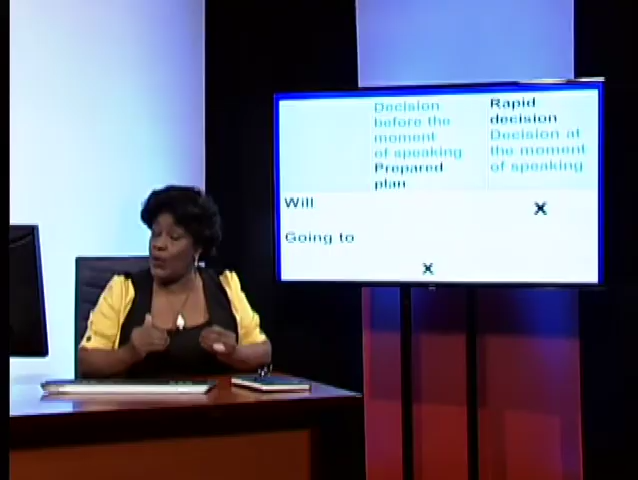 Decision
before the
moment
of speaking
Prepared
plan
Rapid
decision
Decision at
the moment
of speaking
Will
x
Going to
x